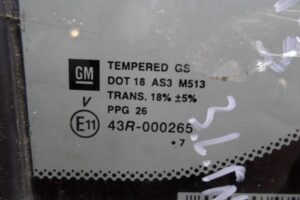 GM
TEMPERED GS
DOT 18 AS3 M513
TRANS. 18% ±5%
V
PPG 26
E11
43R-000265
• 7